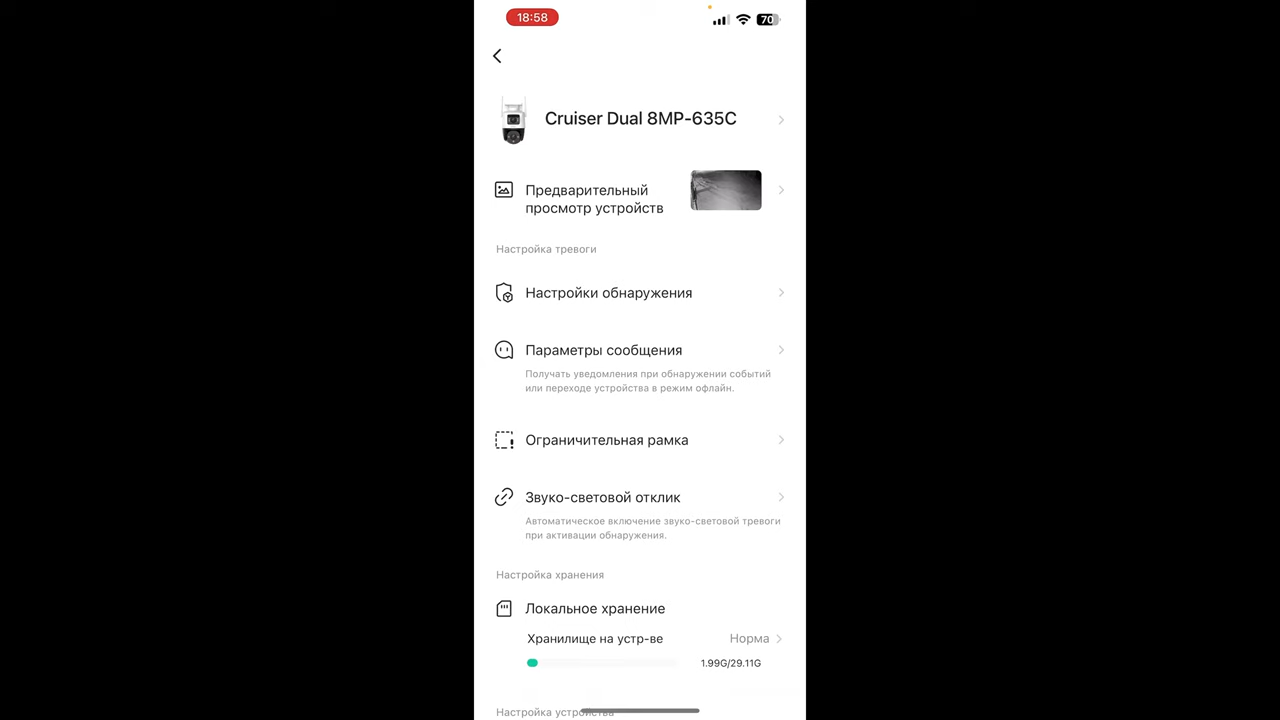 18:58
70
Cruiser Dual 8MP-635C
Предварительный
просмотр устройств
Настройка тревоги
Настройки обнаружения
Параметры сообщения
Получать уведомления при обнаружении событий
или переходе устройства в режим офлайн.
Ограничительная рамка
Звуко-световой отклик
Автоматическое включение звуко-световой тревоги
при активации обнаружения.
Настройка хранения
Локальное хранение
Хранилище на устр-ве Норма
1.99G/29.11G
Настройка устройства